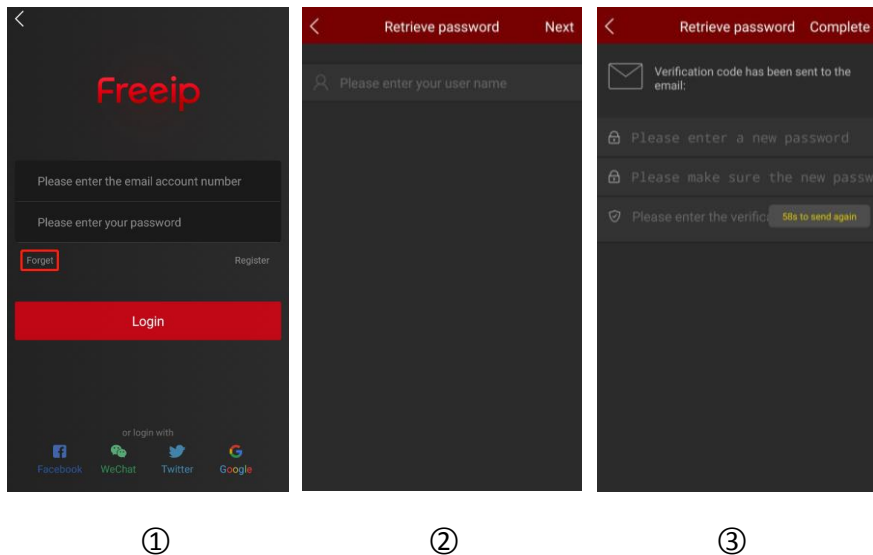 Freeip
Please enter the email account number
Please enter your password
Forget
Register
Login
or login with
Facebook
WeChat
Twitter
Google
①
Retrieve password
Next
Please enter your user name
②
Retrieve password
Complete
Verification code has been sent to the
email:
Please enter a new password
Please make sure the new passw
Please enter the verific
58s to send again
③